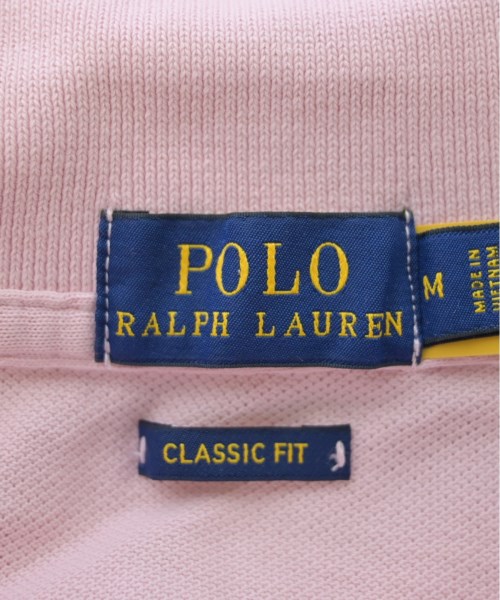 POLO
RALPH LAUREN
M
MADE IN
VIETNAM
CLASSIC FIT